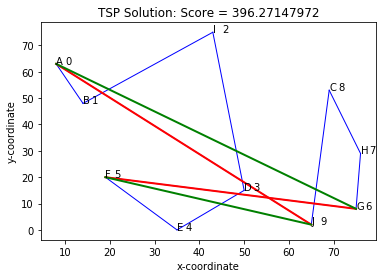 TSP Solution: Score = 396.27147972
I 2
70
A 0
60
C 8
50
B 1
40
y-coordinate
30
H 7
20
F 5
D 3
10
G 6
9
0
E 4
10 20 30 40 50 60 70
x-coordinate